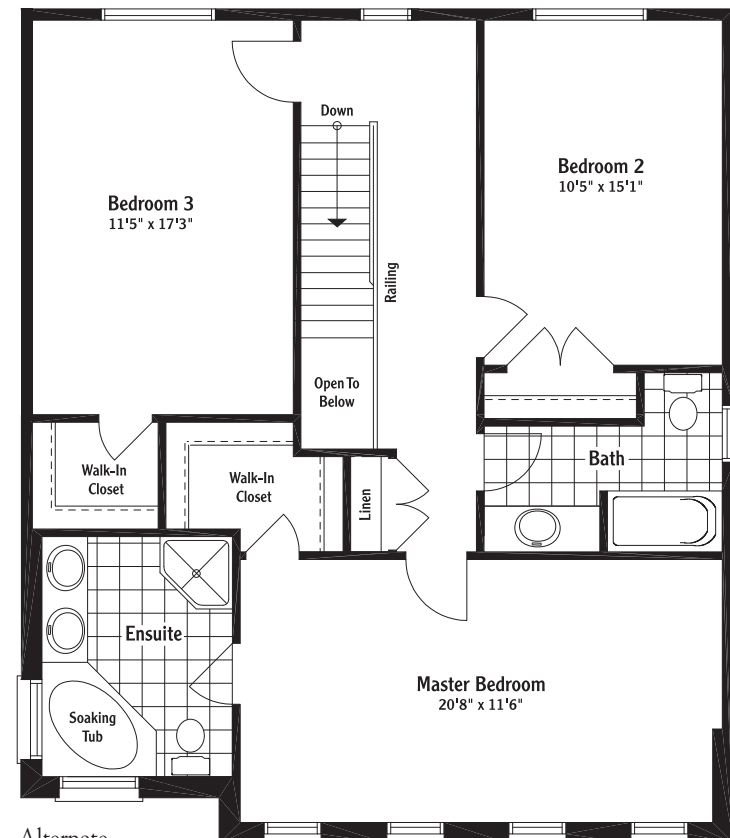 Down
Bedroom 2
10'5" x 15'1"
Bedroom 3
11'5" x 17'3"
Railing
Open To
Below
Walk-In
Closet
Walk-In
Closet
Linen
Bath
Ensuite
Master Bedroom
20'8" x 11'6"
Soaking
Tub
Alternate